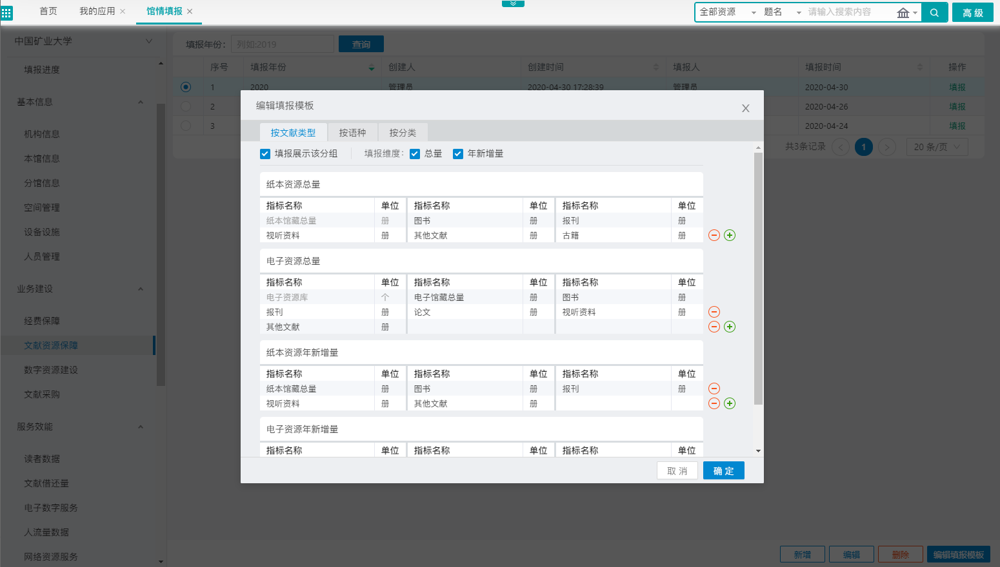 首页 我的应用 × 馆情填报 ×
全部资源 题名 请输入搜索内容 高 级
中国矿业大学
填报进度
基本信息
机构信息
本馆信息
分馆信息
空间管理
设备设施
人员管理
业务建设
经费保障
文献资源保障
数字资源建设
文献采购
服务效能
读者数据
文献借还量
电子数字服务
人流量数据
网络资源服务
填报年份: 列如:2019 查询
序号 填报年份 创建人 创建时间 填报人 填报时间 操作
1 2020 管理员 2020-04-30 17:28:39 管理员 2020-04-30 填报
2 2020-04-26 填报
3 2020-04-24 填报
共3条记录 < 1 > 20 条/页
编辑填报模板 X
按文献类型 按语种 按分类
填报展示该分组 填报维度: 总量 年新增量
纸本资源总量
指标名称 单位 指标名称 单位 指标名称 单位
纸本馆藏总量 册 图书 册 报刊 册
视听资料 册 其他文献 册 古籍 册
电子资源总量
指标名称 单位 指标名称 单位 指标名称 单位
电子资源库 个 电子馆藏总量 册 图书 册
报刊 册 论文 册 视听资料 册
其他文献 册
纸本资源年新增量
指标名称 单位 指标名称 单位 指标名称 单位
纸本馆藏总量 册 图书 册 报刊 册
视听资料 册 其他文献 册
电子资源年新增量
指标名称 单位 指标名称 单位 指标名称 单位
取 消 确 定
新增 编辑 删除 编辑填报模板